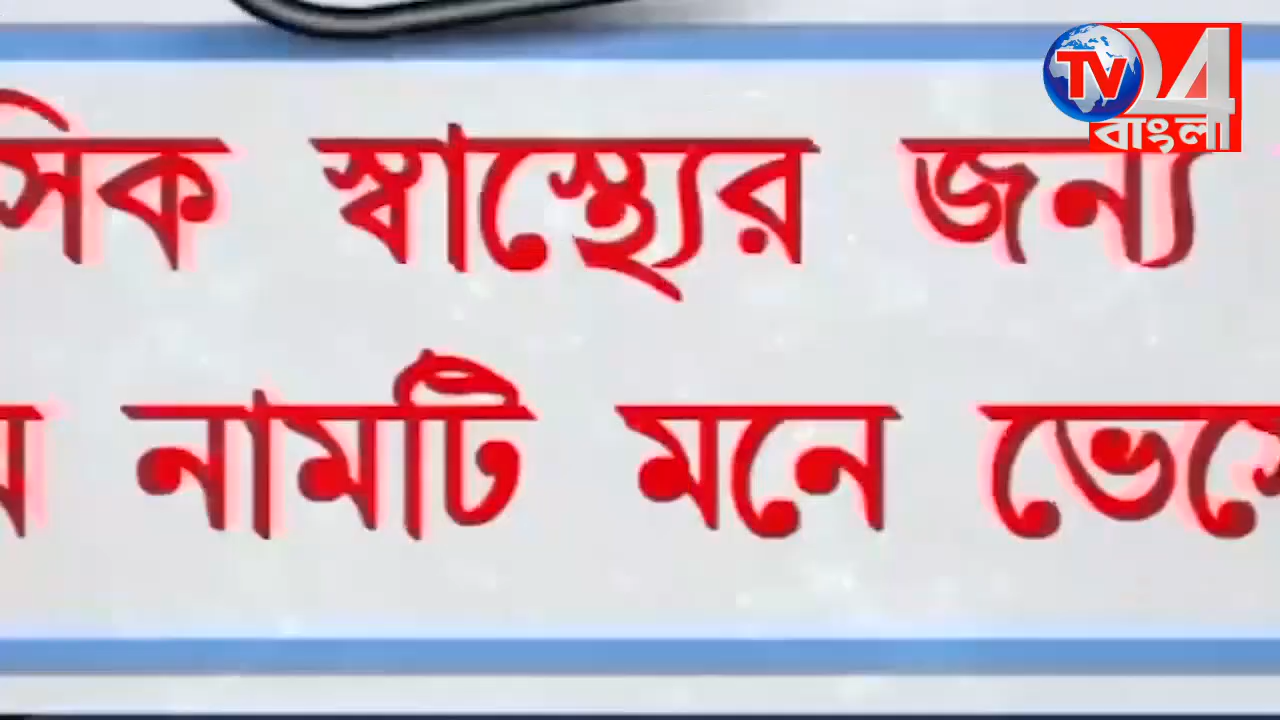 TV 24
বাংলা
সিক স্বাস্থ্যের জন্য
নামটি মনে ভেসে